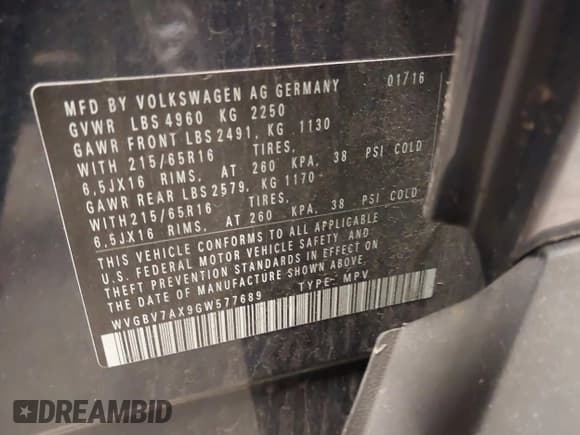 MFD BY VOLKSWAGEN AG GERMANY 01/16
GVWR LBS 4960 KG 2250
GAWR FRONT LBS 2491, KG 1130
WITH 215/65R16 TIRES,
6,5JX16 RIMS, AT 260 KPA, 38 PSI COLD
GAWR REAR LBS 2579, KG 1170
WITH 215/65R16 TIRES,
6,5JX16 RIMS, AT 260 KPA, 38 PSI COLD
THIS VEHICLE CONFORMS TO ALL APPLICABLE
U.S. FEDERAL MOTOR VEHICLE SAFETY, AND
THEFT PREVENTION STANDARDS IN EFFECT ON
THE DATE OF MANUFACTURE SHOWN ABOVE.
WVGBV7AX9GW577689 TYPE: MPV
DREAMBID